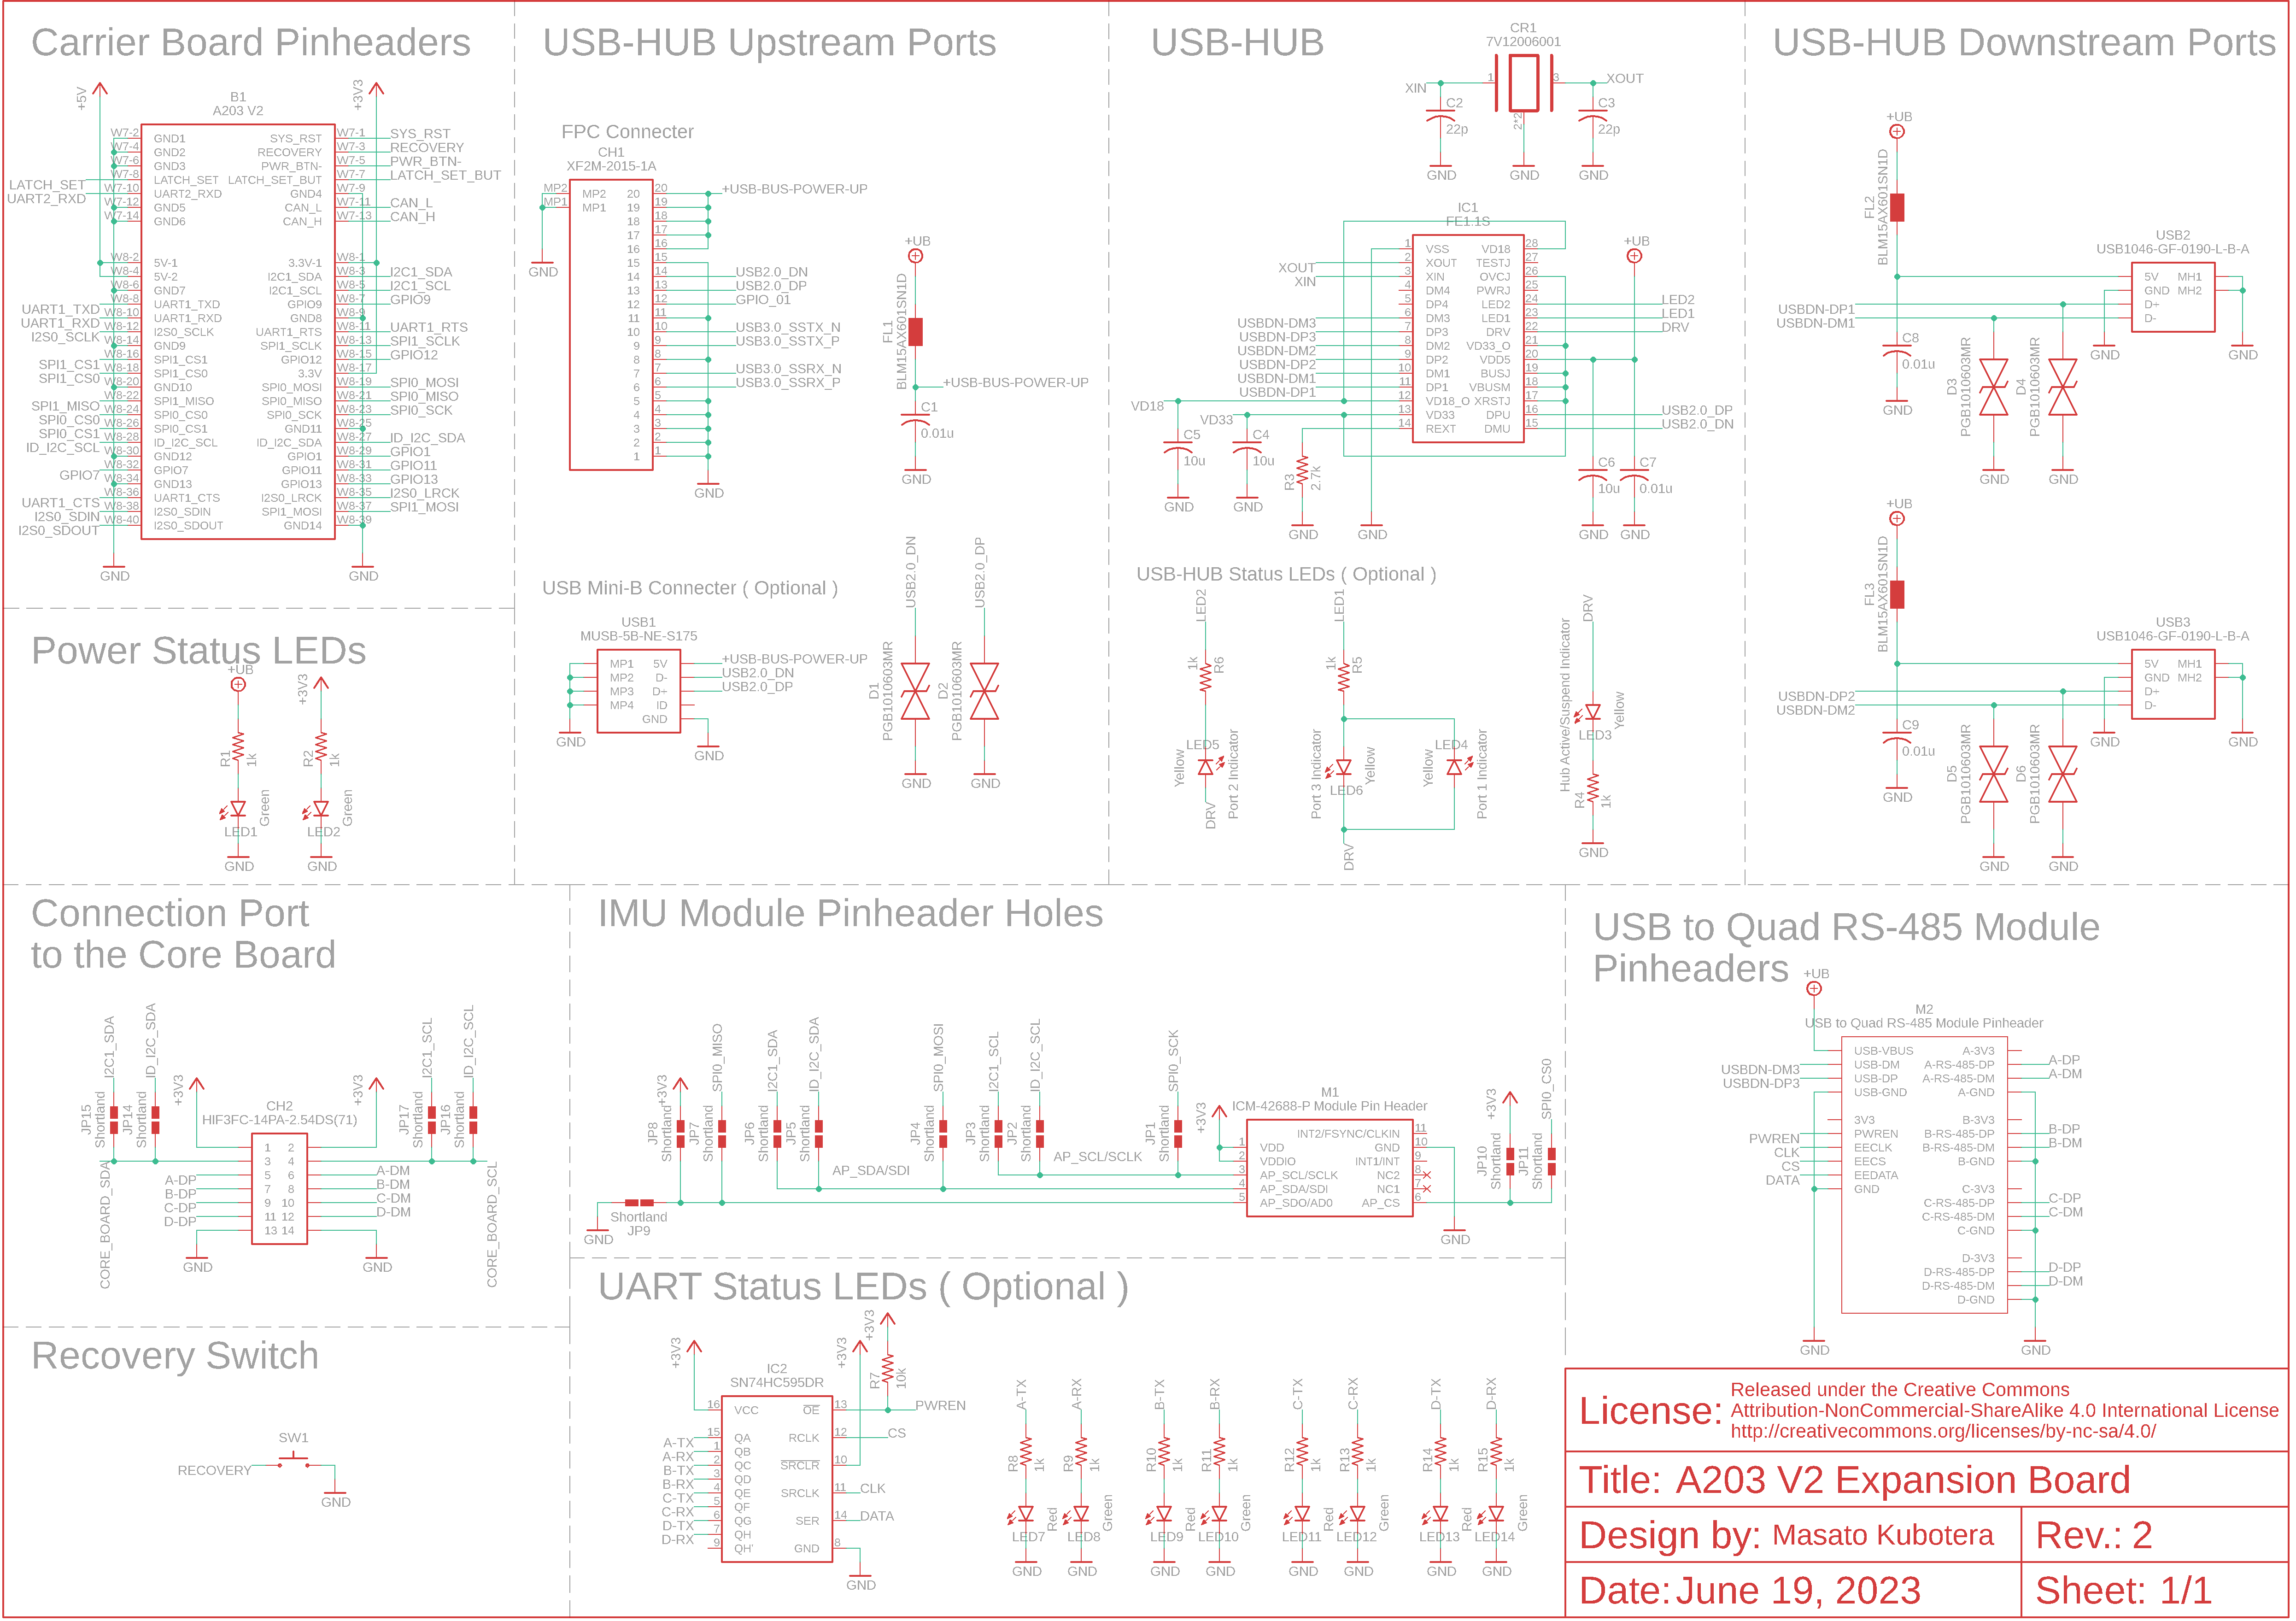 Carrier Board Pinheaders
+5V
+3V3
B1
A203 V2
W7-2 GND1 SYS_RST W7-1 SYS_RST
W7-4 GND2 RECOVERY W7-3 RECOVERY
W7-6 GND3 PWR_BTN- W7-5 PWR_BTN-
LATCH_SET W7-8 LATCH_SET LATCH_SET_BUT W7-7 LATCH_SET_BUT
UART2_RXD W7-10 UART2_RXD GND4 W7-9
W7-12 GND5 CAN_L W7-11 CAN_L
W7-14 GND6 CAN_H W7-13 CAN_H
W8-2 5V-1 3.3V-1 W8-1
W8-4 5V-2 I2C1_SDA W8-3 I2C1_SDA
W8-6 GND7 I2C1_SCL W8-5 I2C1_SCL
UART1_TXD W8-8 UART1_TXD GPIO9 W8-7 GPIO9
UART1_RXD W8-10 UART1_RXD GND8 W8-9
I2S0_SCLK W8-12 I2S0_SCLK UART1_RTS W8-11 UART1_RTS
W8-14 GND9 SPI1_SCLK W8-13 SPI1_SCLK
SPI1_CS1 W8-16 SPI1_CS1 GPIO12 W8-15 GPIO12
SPI1_CS0 W8-18 SPI1_CS0 3.3V W8-17
W8-20 GND10 SPI0_MOSI W8-19 SPI0_MOSI
SPI1_MISO W8-22 SPI1_MISO SPI0_MISO W8-21 SPI0_MISO
SPI0_CS0 W8-24 SPI0_CS0 SPI0_SCK W8-23 SPI0_SCK
SPI0_CS1 W8-26 SPI0_CS1 GND11 W8-25
ID_I2C_SCL W8-28 ID_I2C_SCL ID_I2C_SDA W8-27 ID_I2C_SDA
W8-30 GND12 GPIO1 W8-29 GPIO1
GPIO7 W8-32 GPIO7 GPIO11 W8-31 GPIO11
W8-34 GND13 GPIO13 W8-33 GPIO13
UART1_CTS W8-36 UART1_CTS I2S0_LRCK W8-35 I2S0_LRCK
I2S0_SDIN W8-38 I2S0_SDIN SPI1_MOSI W8-37 SPI1_MOSI
I2S0_SDOUT W8-40 I2S0_SDOUT GND14 W8-39
GND GND
USB-HUB Upstream Ports
FPC Connecter
CH1
XF2M-2015-1A
MP2 MP2 20 20 +USB-BUS-POWER-UP
MP1 MP1 19 19
18 18
17 17
16 16
15 15
14 14 USB2.0_DN
13 13 USB2.0_DP
12 12 GPIO_01
11 11
10 10 USB3.0_SSTX_N
9 9 USB3.0_SSTX_P
8 8
7 7 USB3.0_SSRX_N
6 6 USB3.0_SSRX_P
5 5
4 4
3 3
2 2
1 1
GND
GND
+UB
FL1
BLM15AX601SN1D
+USB-BUS-POWER-UP
C1
0.01u
GND
USB Mini-B Connecter ( Optional )
USB1
MUSB-5B-NE-S175
MP1 5V +USB-BUS-POWER-UP
MP2 D- USB2.0_DN
MP3 D+ USB2.0_DP
MP4 ID
GND
GND GND
USB2.0_DN
D1
PGB1010603MR
GND
USB2.0_DP
D2
PGB1010603MR
GND
USB-HUB
CR1
7V12006001
XIN 1 3 XOUT
2*2
C2
22p
C3
22p
GND GND GND
IC1
FE1.1S
+UB
1 VSS VD18 28
XOUT 2 XOUT TESTJ 27
XIN 3 XIN OVCJ 26
4 DM4 PWRJ 25
5 DP4 LED2 24 LED2
USBDN-DM3 6 DM3 LED1 23 LED1
USBDN-DP3 7 DP3 DRV 22 DRV
USBDN-DM2 8 DM2 VD33_O 21
USBDN-DP2 9 DP2 VDD5 20
USBDN-DM1 10 DM1 BUSJ 19
USBDN-DP1 11 DP1 VBUSM 18
VD18 12 VD18_O XRSTJ 17
VD33 13 VD33 DPU 16 USB2.0_DP
14 REXT DMU 15 USB2.0_DN
C5
10u
C4
10u
R3
2.7k
C6
10u
C7
0.01u
GND GND GND GND GND GND
USB-HUB Status LEDs ( Optional )
LED2
1k
R6
LED5
Yellow
Port 2 Indicator
DRV
LED1
1k
R5
Port 3 Indicator
Yellow
LED6
LED4
Yellow
Port 1 Indicator
DRV
DRV
Hub Active/Suspend Indicator
Yellow
LED3
R4
1k
GND
USB-HUB Downstream Ports
+UB
FL2
BLM15AX601SN1D
USB2
USB1046-GF-0190-L-B-A
5V MH1
GND MH2
USBDN-DP1 D+
USBDN-DM1 D-
C8
0.01u
D3
PGB1010603MR
D4
PGB1010603MR
GND GND GND GND GND
+UB
FL3
BLM15AX601SN1D
USB3
USB1046-GF-0190-L-B-A
5V MH1
GND MH2
USBDN-DP2 D+
USBDN-DM2 D-
C9
0.01u
D5
PGB1010603MR
D6
PGB1010603MR
GND GND GND GND GND
Power Status LEDs
+UB
+3V3
R1
1k
R2
1k
Green
Green
LED1 LED2
GND GND
Connection Port
to the Core Board
I2C1_SDA
ID_I2C_SDA
+3V3
+3V3
I2C1_SCL
ID_I2C_SCL
JP15
Shortland
JP14
Shortland
JP17
Shortland
JP16
Shortland
CH2
HIF3FC-14PA-2.54DS(71)
1 2
3 4
5 6
7 8
9 10
11 12
13 14
A-DP A-DM
B-DP B-DM
C-DP C-DM
D-DP D-DM
CORE_BOARD_SDA
CORE_BOARD_SCL
GND GND
IMU Module Pinheader Holes
+3V3
SPI0_MISO
I2C1_SDA
ID_I2C_SDA
SPI0_MOSI
I2C1_SCL
ID_I2C_SCL
SPI0_SCK
JP8
Shortland
JP7
Shortland
JP6
Shortland
JP5
Shortland
JP4
Shortland
JP3
Shortland
JP2
Shortland
JP1
Shortland
AP_SDA/SDI
AP_SCL/SCLK
Shortland
JP9
GND
+3V3
M1
ICM-42688-P Module Pin Header
INT2/FSYNC/CLKIN 11
1 VDD GND 10
2 VDDIO INT1/INT 9
3 AP_SCL/SCLK NC2 8
4 AP_SDA/SDI NC1 7
5 AP_SDO/AD0 AP_CS 6
GND
+3V3
SPI0_CS0
JP10
Shortland
JP11
Shortland
USB to Quad RS-485 Module
Pinheaders
+UB
M2
USB to Quad RS-485 Module Pinheader
USB-VBUS A-3V3
USBDN-DM3 USB-DM A-RS-485-DP A-DP
USBDN-DP3 USB-DP A-RS-485-DM A-DM
USB-GND A-GND
3V3 B-3V3
PWREN PWREN B-RS-485-DP B-DP
CLK EECLK B-RS-485-DM B-DM
CS EECS B-GND
DATA EEDATA
GND C-3V3
C-RS-485-DP C-DP
C-RS-485-DM C-DM
C-GND
D-3V3
D-RS-485-DP D-DP
D-RS-485-DM D-DM
D-GND
GND GND
Recovery Switch
SW1
RECOVERY
GND
UART Status LEDs ( Optional )
+3V3
+3V3
+3V3
R7
10k
IC2
SN74HC595DR
16 VCC OE 13 PWREN
A-TX 15 QA RCLK 12 CS
A-RX 1 QB
B-TX 2 QC SRCLR 10
B-RX 3 QD
C-TX 4 QE SRCLK 11 CLK
C-RX 5 QF
D-TX 6 QG SER 14 DATA
D-RX 7 QH
9 QH' GND 8
GND
A-TX A-RX B-TX B-RX C-TX C-RX D-TX D-RX
R8 1k R9 1k R10 1k R11 1k R12 1k R13 1k R14 1k R15 1k
Red Green Red Green Red Green Red Green
LED7 LED8 LED9 LED10 LED11 LED12 LED13 LED14
GND GND GND GND GND GND GND GND
License: Released under the Creative Commons
Attribution-NonCommercial-ShareAlike 4.0 International License
http://creativecommons.org/licenses/by-nc-sa/4.0/
Title: A203 V2 Expansion Board
Design by: Masato Kubotera Rev.: 2
Date: June 19, 2023 Sheet: 1/1